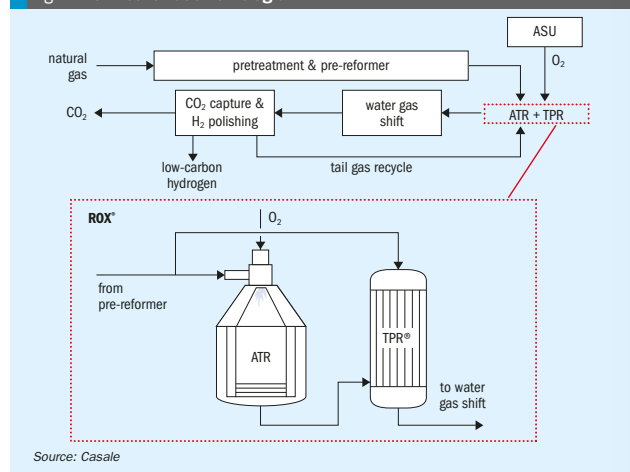 ASU
O₂
natural
gas
pretreatment & pre-reformer
CO₂
CO₂ capture &
H₂ polishing
water gas
shift
ATR + TPR
low-carbon
hydrogen
tail gas recycle
ROX®
O₂
from
pre-reformer
ATR
TPR®
to water
gas shift
Source: Casale